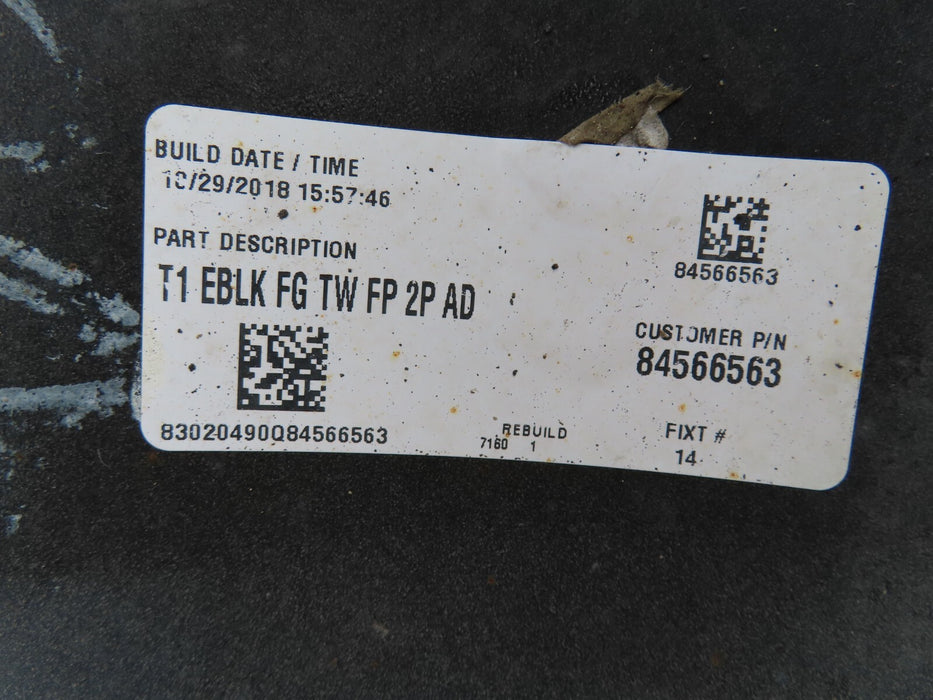 BUILD DATE / TIME
10/29/2018 15:57:46
PART DESCRIPTION
T1 EBLK FG TW FP 2P AD
83020490Q84566563
84566563
CUSTOMER P/N
84566563
REBUILD
7160 1
FIXT #
14